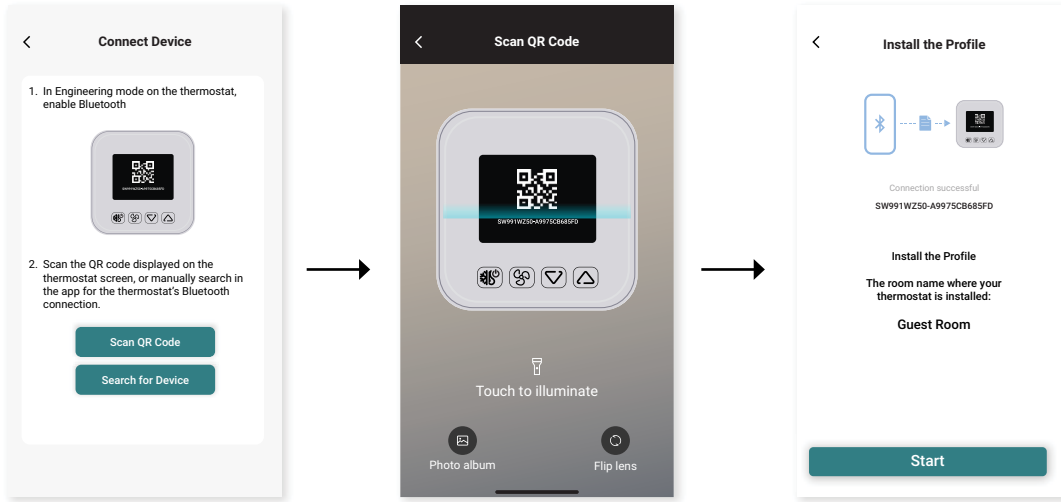 Connect Device
1. In Engineering mode on the thermostat,
enable Bluetooth
2. Scan the QR code displayed on the
thermostat screen, or manually search in
the app for the thermostat's Bluetooth
connection.
Scan QR Code
Search for Device
Scan QR Code
SW991WZ50-A9975CB685FD
Touch to illuminate
Photo album
Flip lens
Install the Profile
Connection successful
SW991WZ50-A9975CB685FD
Install the Profile
The room name where your
thermostat is installed:
Guest Room
Start